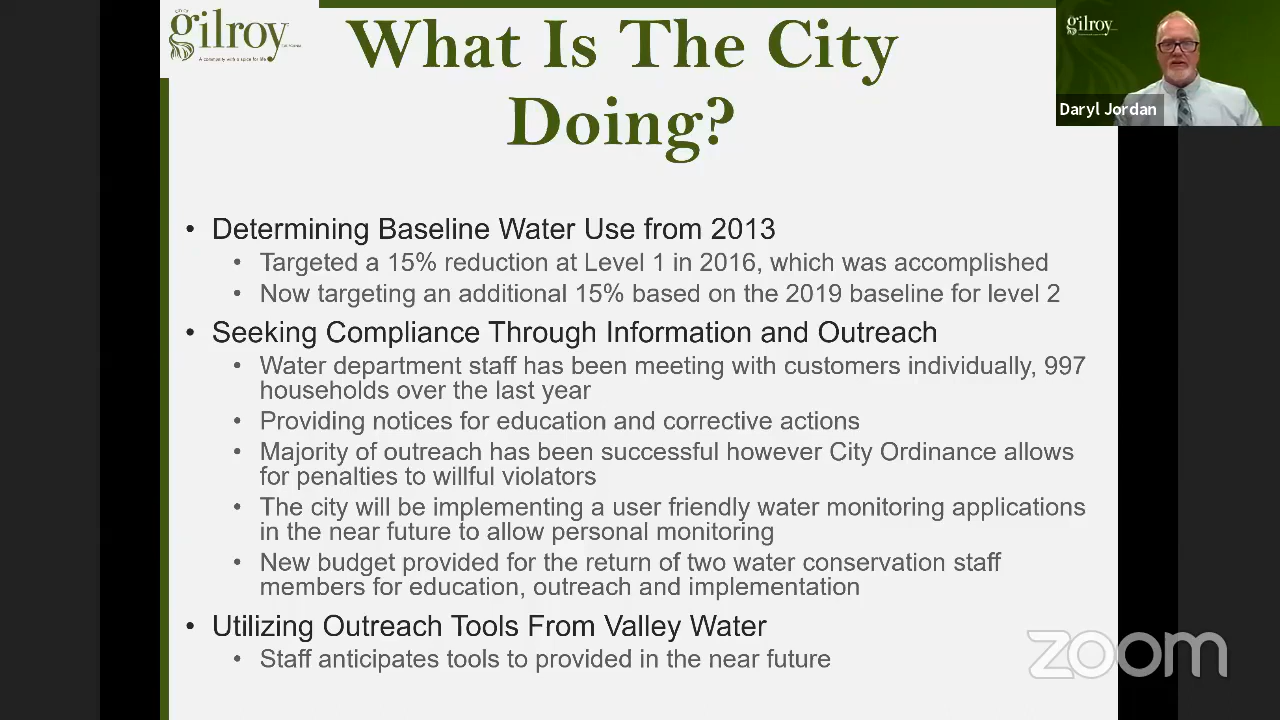 CITY OF
gilroy
CALIFORNIA
A community with a spice for life
What Is The City
Doing?
gilroy
Daryl Jordan
• Determining Baseline Water Use from 2013
• Targeted a 15% reduction at Level 1 in 2016, which was accomplished
• Now targeting an additional 15% based on the 2019 baseline for level 2
• Seeking Compliance Through Information and Outreach
• Water department staff has been meeting with customers individually, 997
households over the last year
• Providing notices for education and corrective actions
• Majority of outreach has been successful however City Ordinance allows
for penalties to willful violators
• The city will be implementing a user friendly water monitoring applications
in the near future to allow personal monitoring
• New budget provided for the return of two water conservation staff
members for education, outreach and implementation
• Utilizing Outreach Tools From Valley Water
• Staff anticipates tools to provided in the near future
zoom